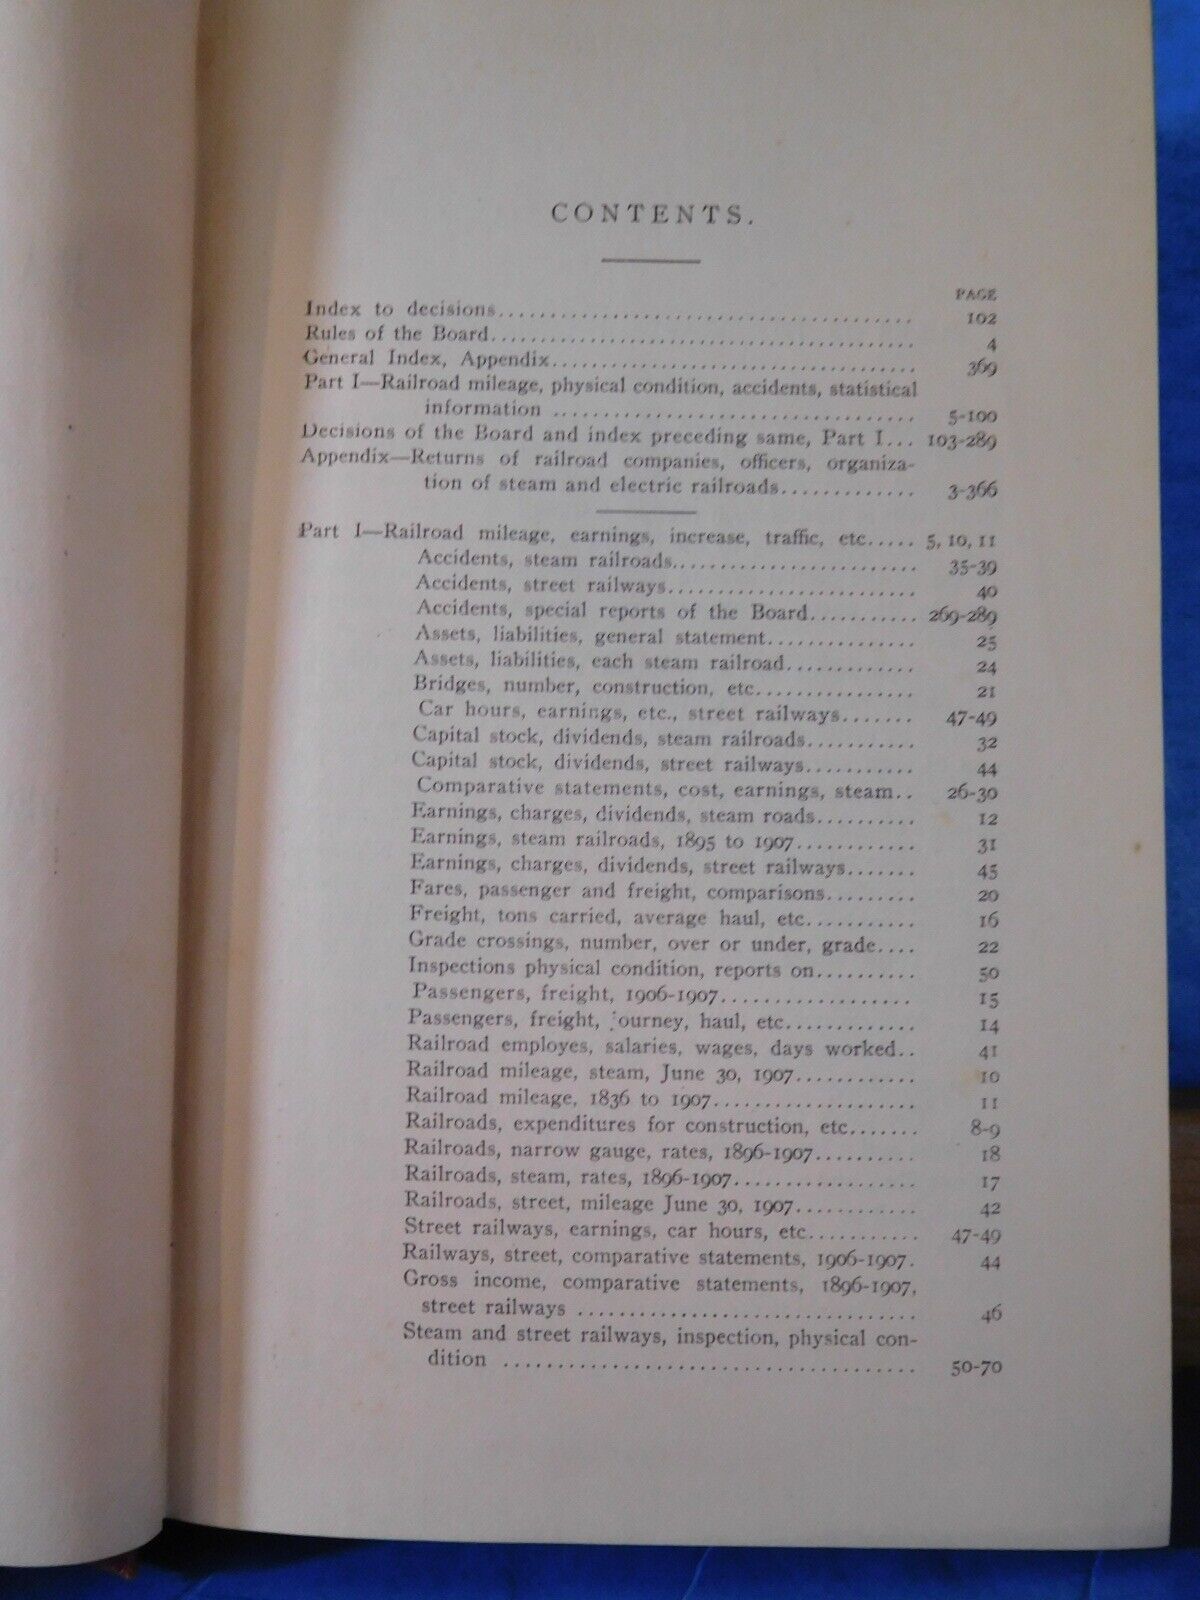 CONTENTS.
PAGE
Index to decisions........................................ 102
Rules of the Board........................................ 4
General Index, Appendix................................... 369
Part I—Railroad mileage, physical condition, accidents, statistical
information ................................... 5-100
Decisions of the Board and index preceding same, Part I... 103-289
Appendix—Returns of railroad companies, officers, organiza-
tion of steam and electric railroads............. 3-366
Part I—Railroad mileage, earnings, increase, traffic, etc..... 5, 10, 11
Accidents, steam railroads......................... 35-39
Accidents, street railways......................... 40
Accidents, special reports of the Board........... 269-289
Assets, liabilities, general statement............... 25
Assets, liabilities, each steam railroad............. 24
Bridges, number, construction, etc................ 21
Car hours, earnings, etc., street railways....... 47-49
Capital stock, dividends, steam railroads........... 32
Capital stock, dividends, street railways........... 44
Comparative statements, cost, earnings, steam.. 26-30
Earnings, charges, dividends, steam roads.......... 12
Earnings, steam railroads, 1895 to 1907............ 31
Earnings, charges, dividends, street railways....... 45
Fares, passenger and freight, comparisons......... 20
Freight, tons carried, average haul, etc........... 16
Grade crossings, number, over or under, grade.... 22
Inspections physical condition, reports on.......... 50
Passengers, freight, 1906-1907................... 15
Passengers, freight, journey, haul, etc............. 14
Railroad employes, salaries, wages, days worked.. 41
Railroad mileage, steam, June 30, 1907............ 10
Railroad mileage, 1836 to 1907.................... 11
Railroads, expenditures for construction, etc....... 8-9
Railroads, narrow gauge, rates, 1896-1907.......... 18
Railroads, steam, rates, 1896-1907.................. 17
Railroads, street, mileage June 30, 1907............ 42
Street railways, earnings, car hours, etc........... 47-49
Railways, street, comparative statements, 1906-1907. 44
Gross income, comparative statements, 1896-1907,
street railways ................................. 46
Steam and street railways, inspection, physical con-
dition ........................................ 50-70